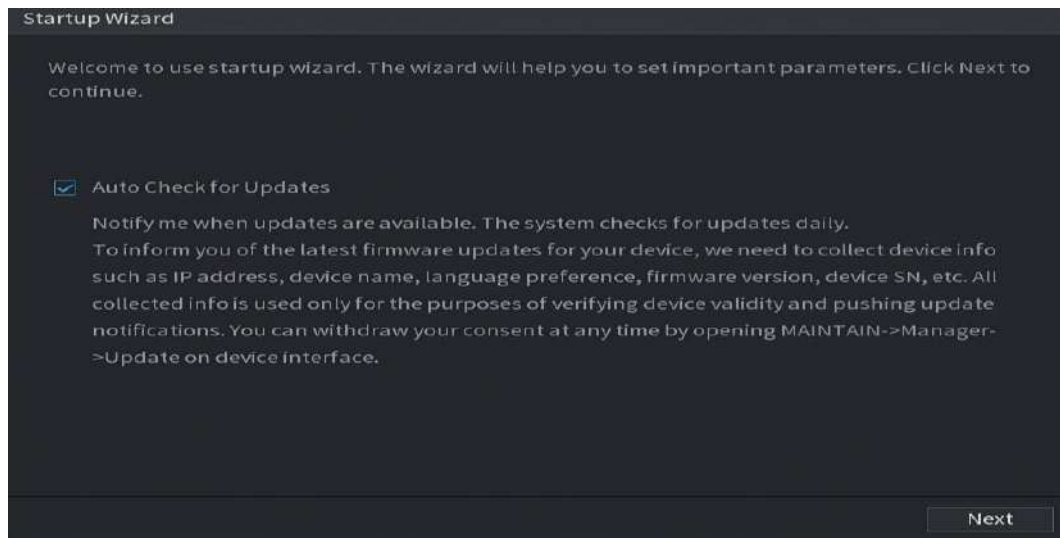 Startup Wizard
Welcome to use startup wizard. The wizard will help you to set important parameters. Click Next to
continue.
Auto Check for Updates
Notify me when updates are available. The system checks for updates daily.
To inform you of the latest firmware updates for your device, we need to collect device info
such as IP address, device name, language preference, firmware version, device SN, etc. All
collected info is used only for the purposes of verifying device validity and pushing update
notifications. You can withdraw your consent at any time by opening MAINTAIN->Manager-
>Update on device interface.
Next